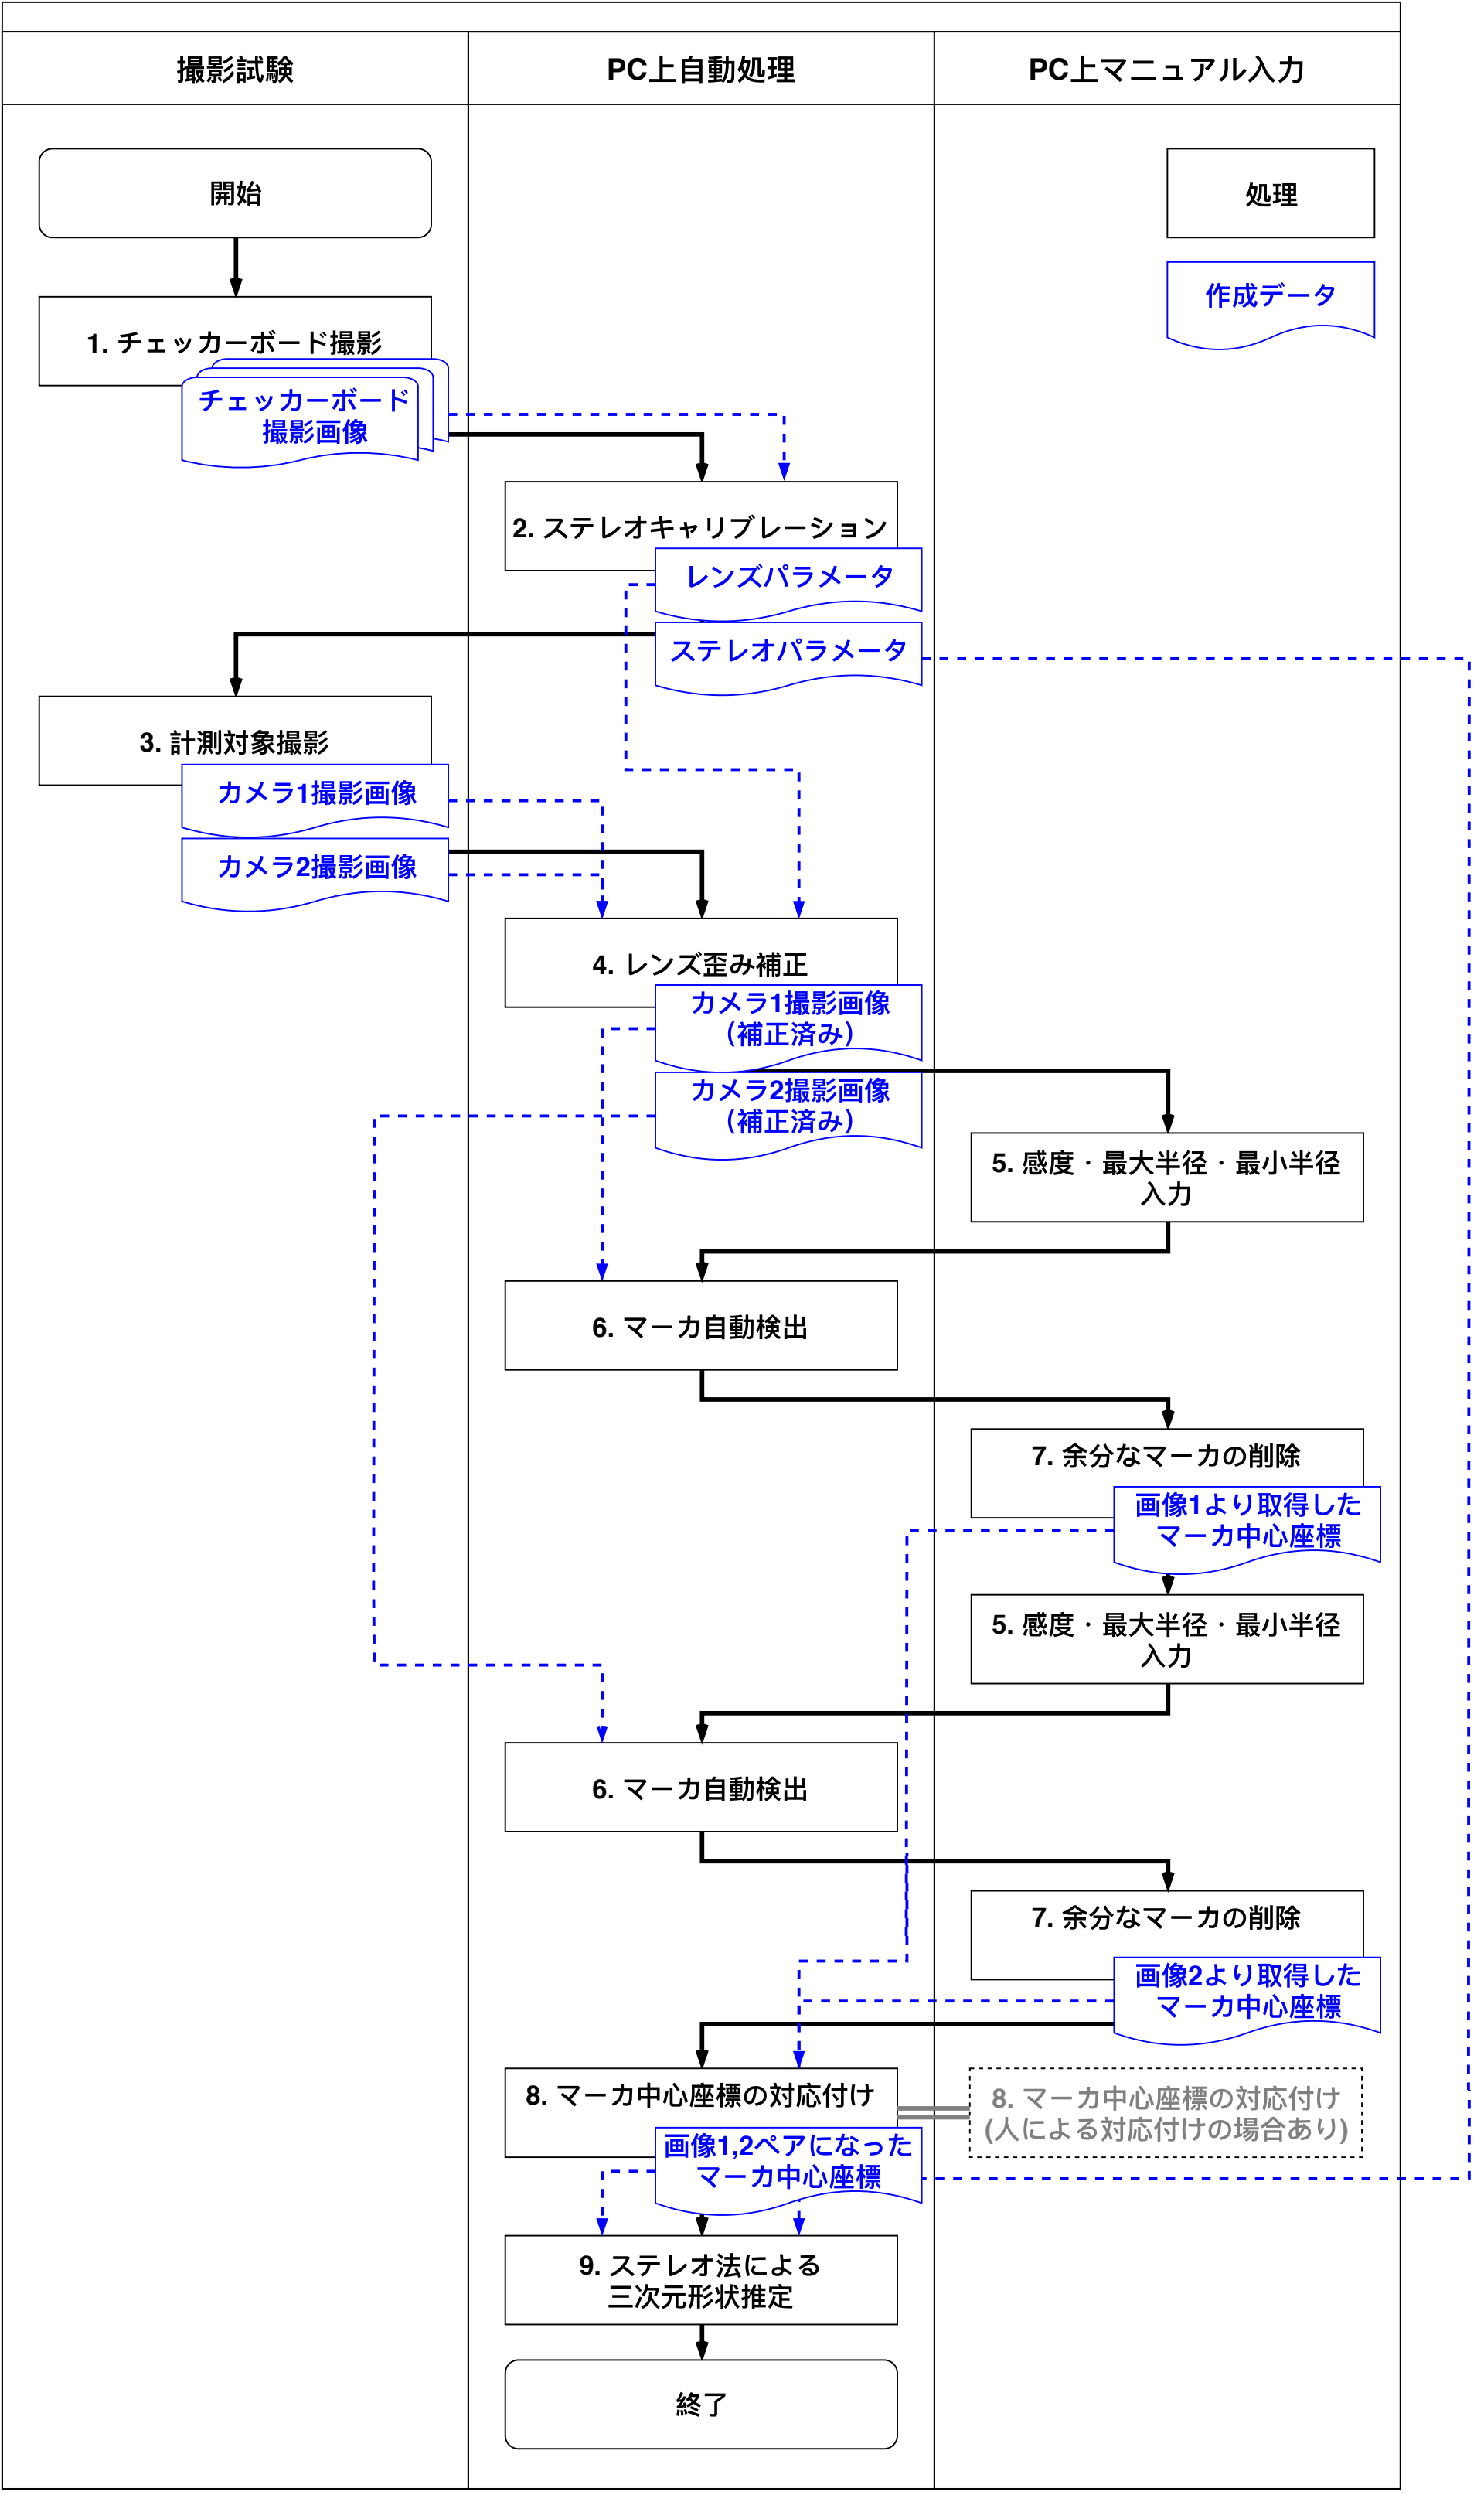 撮影試験
PC上自動処理
PC上マニュアル入力
開始
処理
作成データ
1. チェッカーボード撮影
チェッカーボード
撮影画像
2. ステレオキャリブレーション
レンズパラメータ
ステレオパラメータ
3. 計測対象撮影
カメラ1撮影画像
カメラ2撮影画像
4. レンズ歪み補正
カメラ1撮影画像
(補正済み)
カメラ2撮影画像
(補正済み)
5. 感度・最大半径・最小半径
入力
6. マーカ自動検出
7. 余分なマーカの削除
画像1より取得した
マーカ中心座標
5. 感度・最大半径・最小半径
入力
6. マーカ自動検出
7. 余分なマーカの削除
画像2より取得した
マーカ中心座標
8. マーカ中心座標の対応付け
8. マーカ中心座標の対応付け
(人による対応付けの場合あり)
画像1,2ペアになった
マーカ中心座標
9. ステレオ法による
三次元形状推定
終了